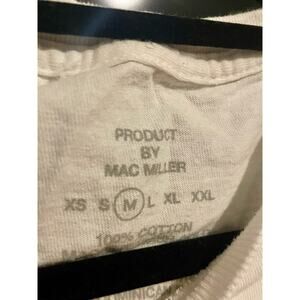 PRODUCT
BY
MAC MILLER
XS S M L XL XXL
100% COTTON